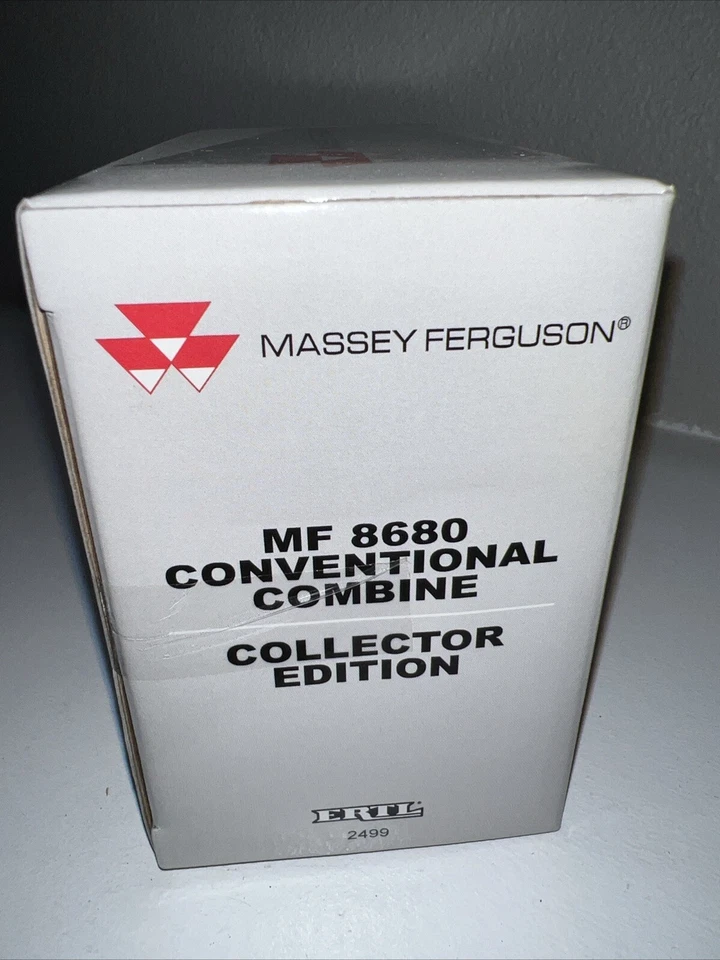 MASSEY FERGUSON®
MF 8680
CONVENTIONAL
COMBINE
COLLECTOR
EDITION
ERTL
2499